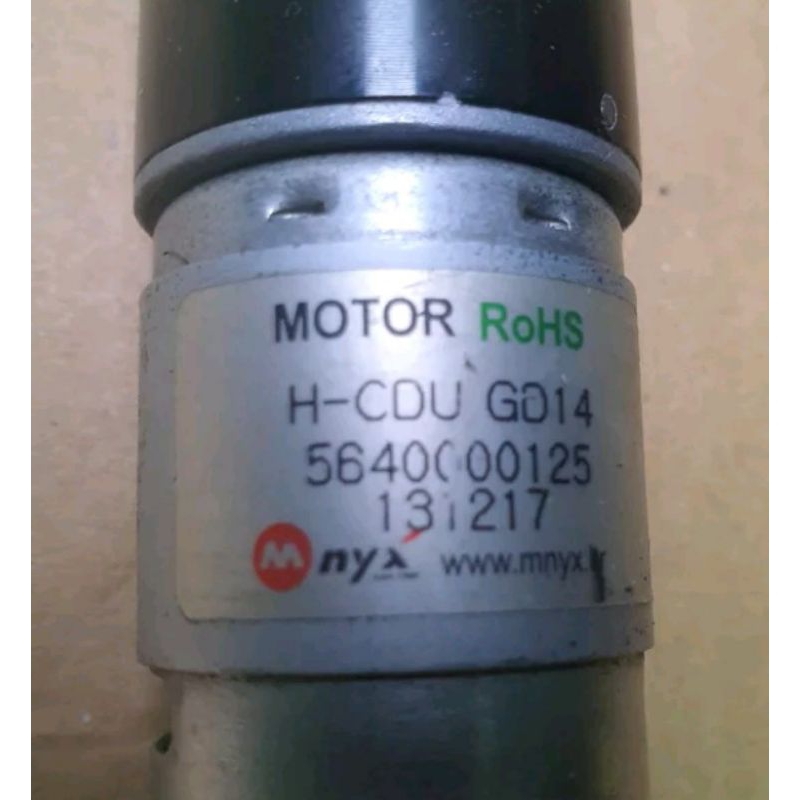 MOTOR RoHS
H-CDU GD14
5640000125
131217
Mnyx www.mnyx.